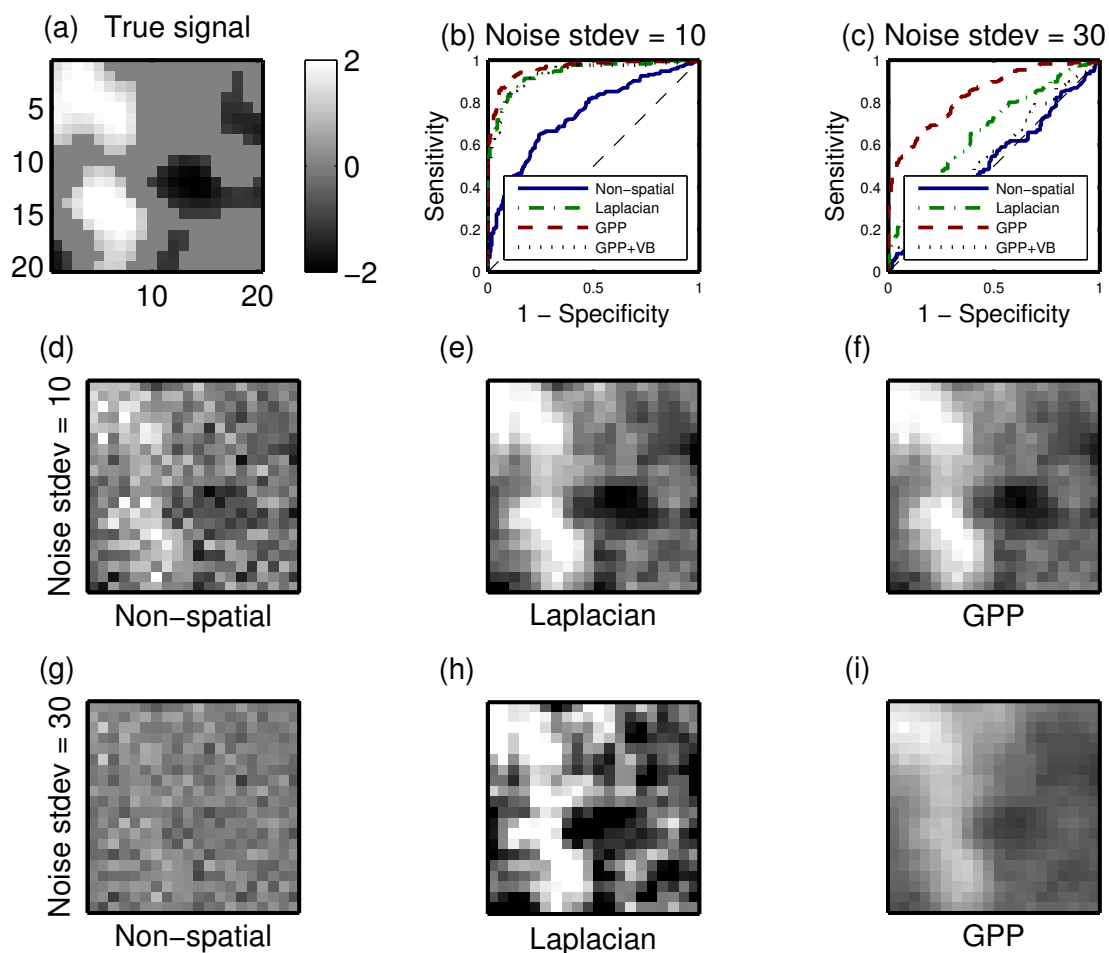 (a) True signal
5
10
15
20
10 20
2
0
−2
(b) Noise stdev = 10
Sensitivity
1
0.8
0.6
0.4
0.2
0
0 0.5 1
1 − Specificity
Non−spatial
Laplacian
GPP
GPP+VB
(c) Noise stdev = 30
Sensitivity
1
0.8
0.6
0.4
0.2
0
0 0.5 1
1 − Specificity
Non−spatial
Laplacian
GPP
GPP+VB
(d)
Noise stdev = 10
Non−spatial
(e)
Laplacian
(f)
GPP
(g)
Noise stdev = 30
Non−spatial
(h)
Laplacian
(i)
GPP